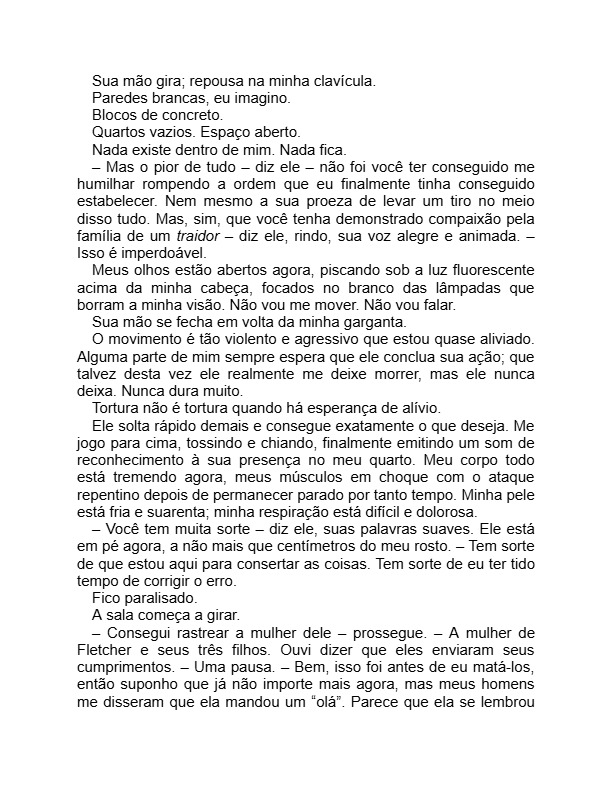 Sua mão gira; repousa na minha clavícula.
Paredes brancas, eu imagino.
Blocos de concreto.
Quartos vazios. Espaço aberto.
Nada existe dentro de mim. Nada fica.
– Mas o pior de tudo – diz ele – não foi você ter conseguido me
humilhar rompendo a ordem que eu finalmente tinha conseguido
estabelecer. Nem mesmo a sua proeza de levar um tiro no meio
disso tudo. Mas, sim, que você tenha demonstrado compaixão pela
família de um traidor – diz ele, rindo, sua voz alegre e animada. –
Isso é imperdoável.
Meus olhos estão abertos agora, piscando sob a luz fluorescente
acima da minha cabeça, focados no branco das lâmpadas que
borram a minha visão. Não vou me mover. Não vou falar.
Sua mão se fecha em volta da minha garganta.
O movimento é tão violento e agressivo que estou quase aliviado.
Alguma parte de mim sempre espera que ele conclua sua ação; que
talvez desta vez ele realmente me deixe morrer, mas ele nunca
deixa. Nunca dura muito.
Tortura não é tortura quando há esperança de alívio.
Ele solta rápido demais e consegue exatamente o que deseja. Me
jogo para cima, tossindo e chiando, finalmente emitindo um som de
reconhecimento à sua presença no meu quarto. Meu corpo todo
está tremendo agora, meus músculos em choque com o ataque
repentino depois de permanecer parado por tanto tempo. Minha pele
está fria e suarenta; minha respiração está difícil e dolorosa.
– Você tem muita sorte – diz ele, suas palavras suaves. Ele está
em pé agora, a não mais que centímetros do meu rosto. – Tem sorte
de que estou aqui para consertar as coisas. Tem sorte de eu ter tido
tempo de corrigir o erro.
Fico paralisado.
A sala começa a girar.
– Consegui rastrear a mulher dele – prossegue. – A mulher de
Fletcher e seus três filhos. Ouvi dizer que eles enviaram seus
cumprimentos. – Uma pausa. – Bem, isso foi antes de eu matá-los,
então suponho que já não importe mais agora, mas meus homens
me disseram que ela mandou um “olá”. Parece que ela se lembrou